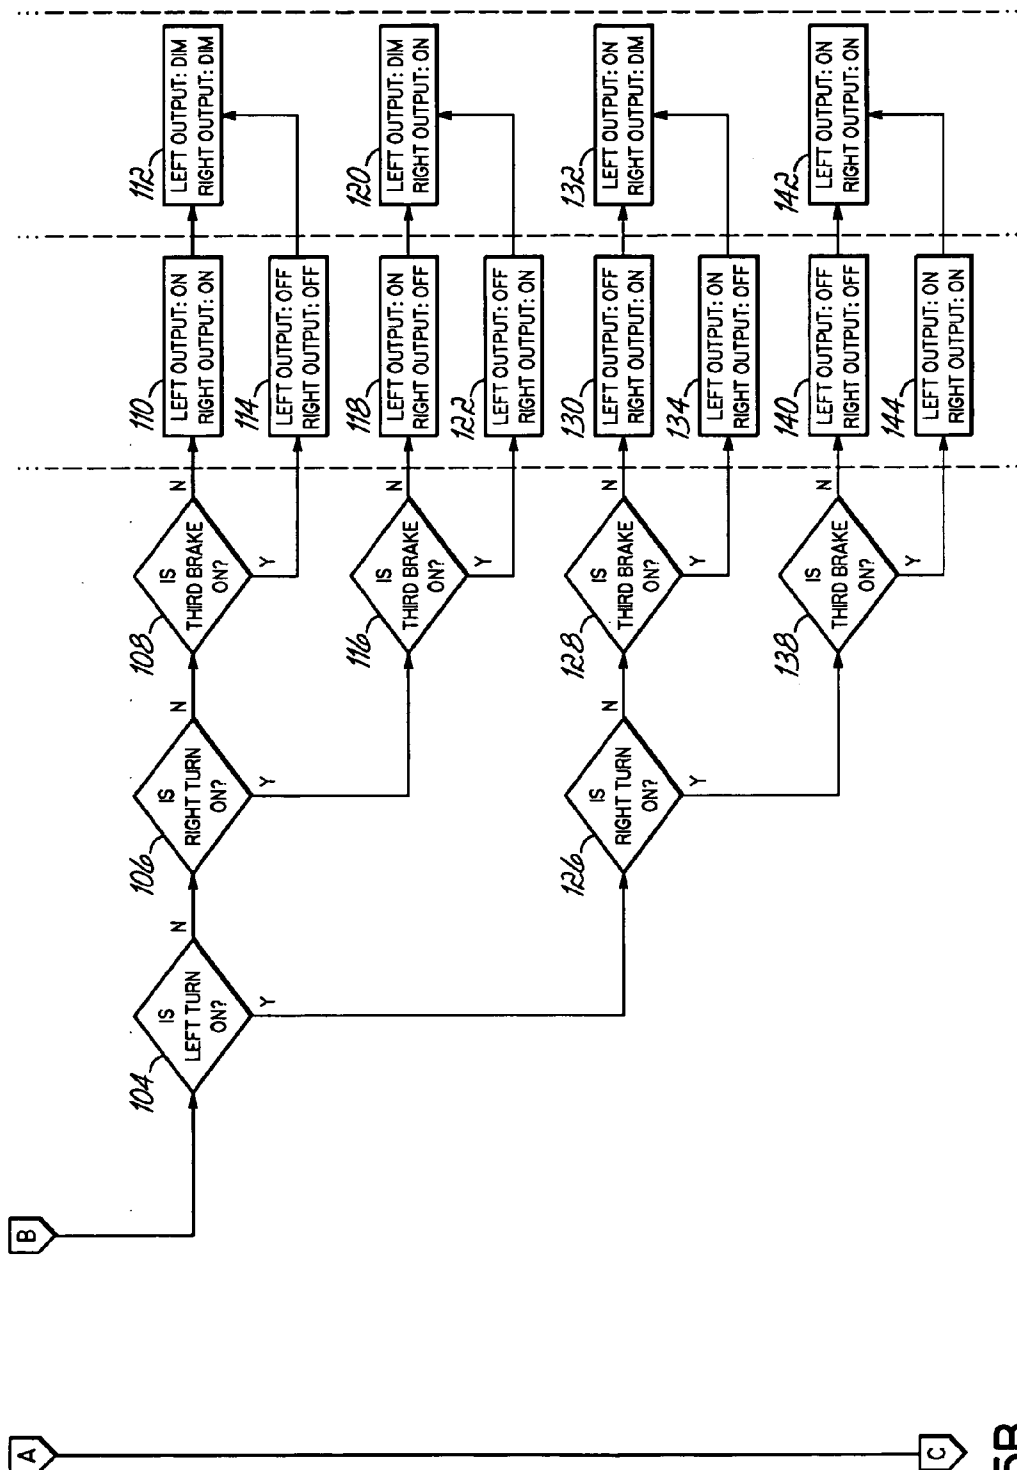 A
B
C
104
IS
LEFT TURN
ON?
N
Y
106
IS
RIGHT TURN
ON?
N
Y
108
IS
THIRD BRAKE
ON?
N
Y
110
LEFT OUTPUT: ON
RIGHT OUTPUT: ON
112
LEFT OUTPUT: DIM
RIGHT OUTPUT: DIM
114
LEFT OUTPUT: OFF
RIGHT OUTPUT: OFF
116
IS
THIRD BRAKE
ON?
N
Y
118
LEFT OUTPUT: ON
RIGHT OUTPUT: OFF
120
LEFT OUTPUT: DIM
RIGHT OUTPUT: ON
122
LEFT OUTPUT: OFF
RIGHT OUTPUT: ON
126
IS
RIGHT TURN
ON?
N
Y
128
IS
THIRD BRAKE
ON?
N
Y
130
LEFT OUTPUT: OFF
RIGHT OUTPUT: ON
132
LEFT OUTPUT: ON
RIGHT OUTPUT: DIM
134
LEFT OUTPUT: ON
RIGHT OUTPUT: OFF
138
IS
THIRD BRAKE
ON?
N
Y
140
LEFT OUTPUT: OFF
RIGHT OUTPUT: OFF
142
LEFT OUTPUT: ON
RIGHT OUTPUT: ON
144
LEFT OUTPUT: ON
RIGHT OUTPUT: ON
5B